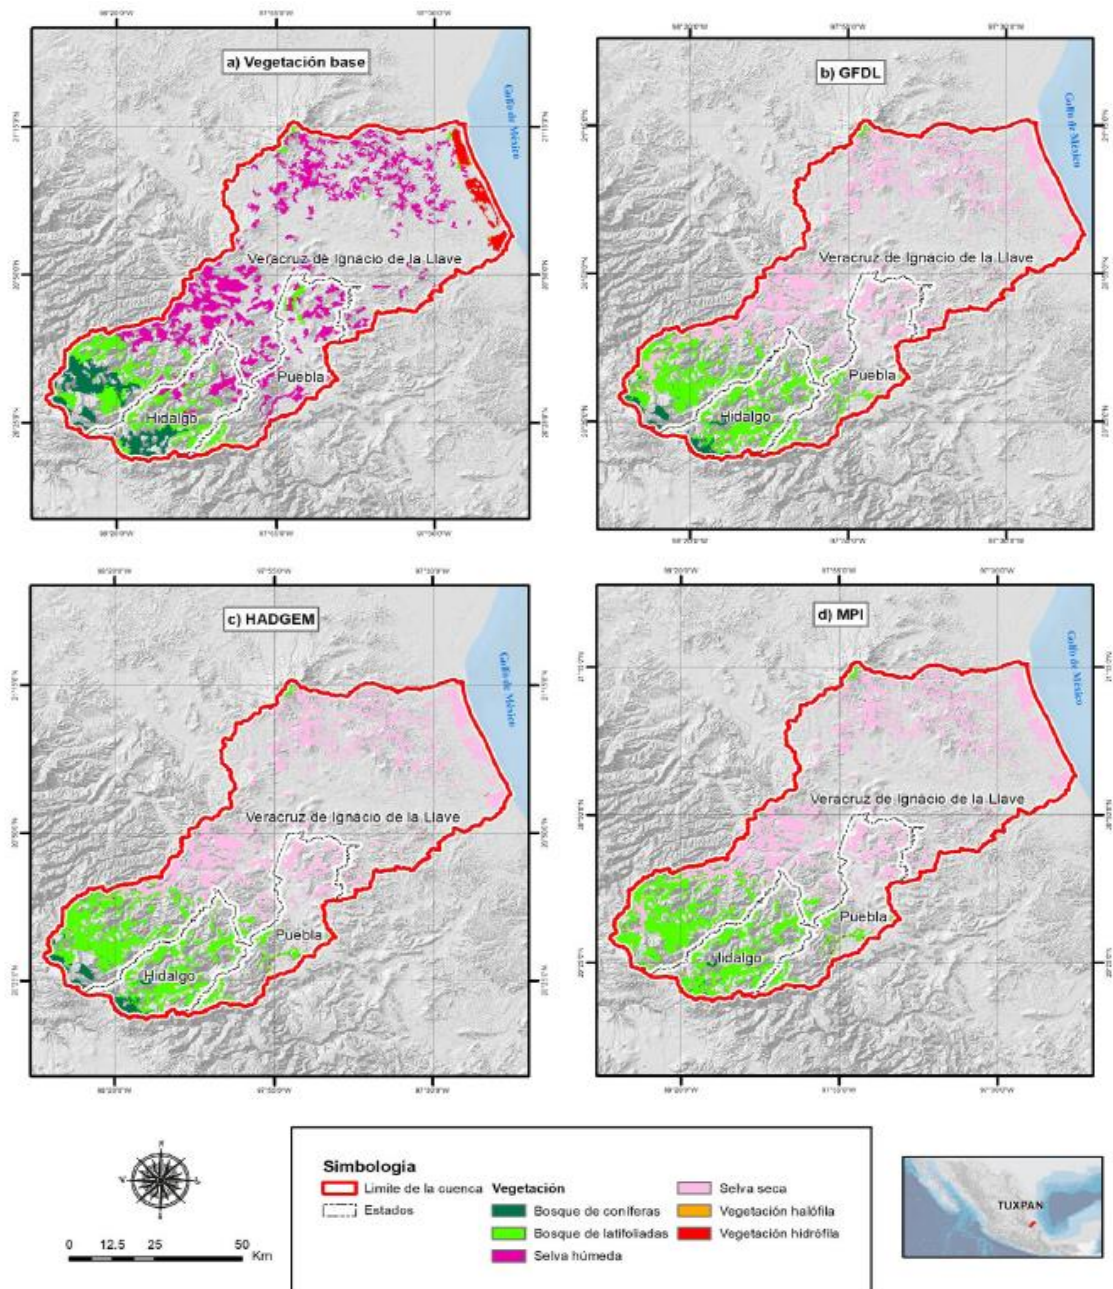 a) Vegetación base
Golfo de México
Veracruz de Ignacio de la Llave
Puebla
Hidalgo
b) GFDL
Golfo de México
Veracruz de Ignacio de la Llave
Puebla
Hidalgo
c) HADGEM
Golfo de México
Veracruz de Ignacio de la Llave
Puebla
Hidalgo
d) MPI
Golfo de México
Veracruz de Ignacio de la Llave
Puebla
Hidalgo
0 12.5 25 50
Km
Simbología
Limite de la cuenca
Estados
Vegetación
Bosque de coníferas
Bosque de latifoliadas
Selva húmeda
Selva seca
Vegetación halófila
Vegetación hidrófila
TUXPAN